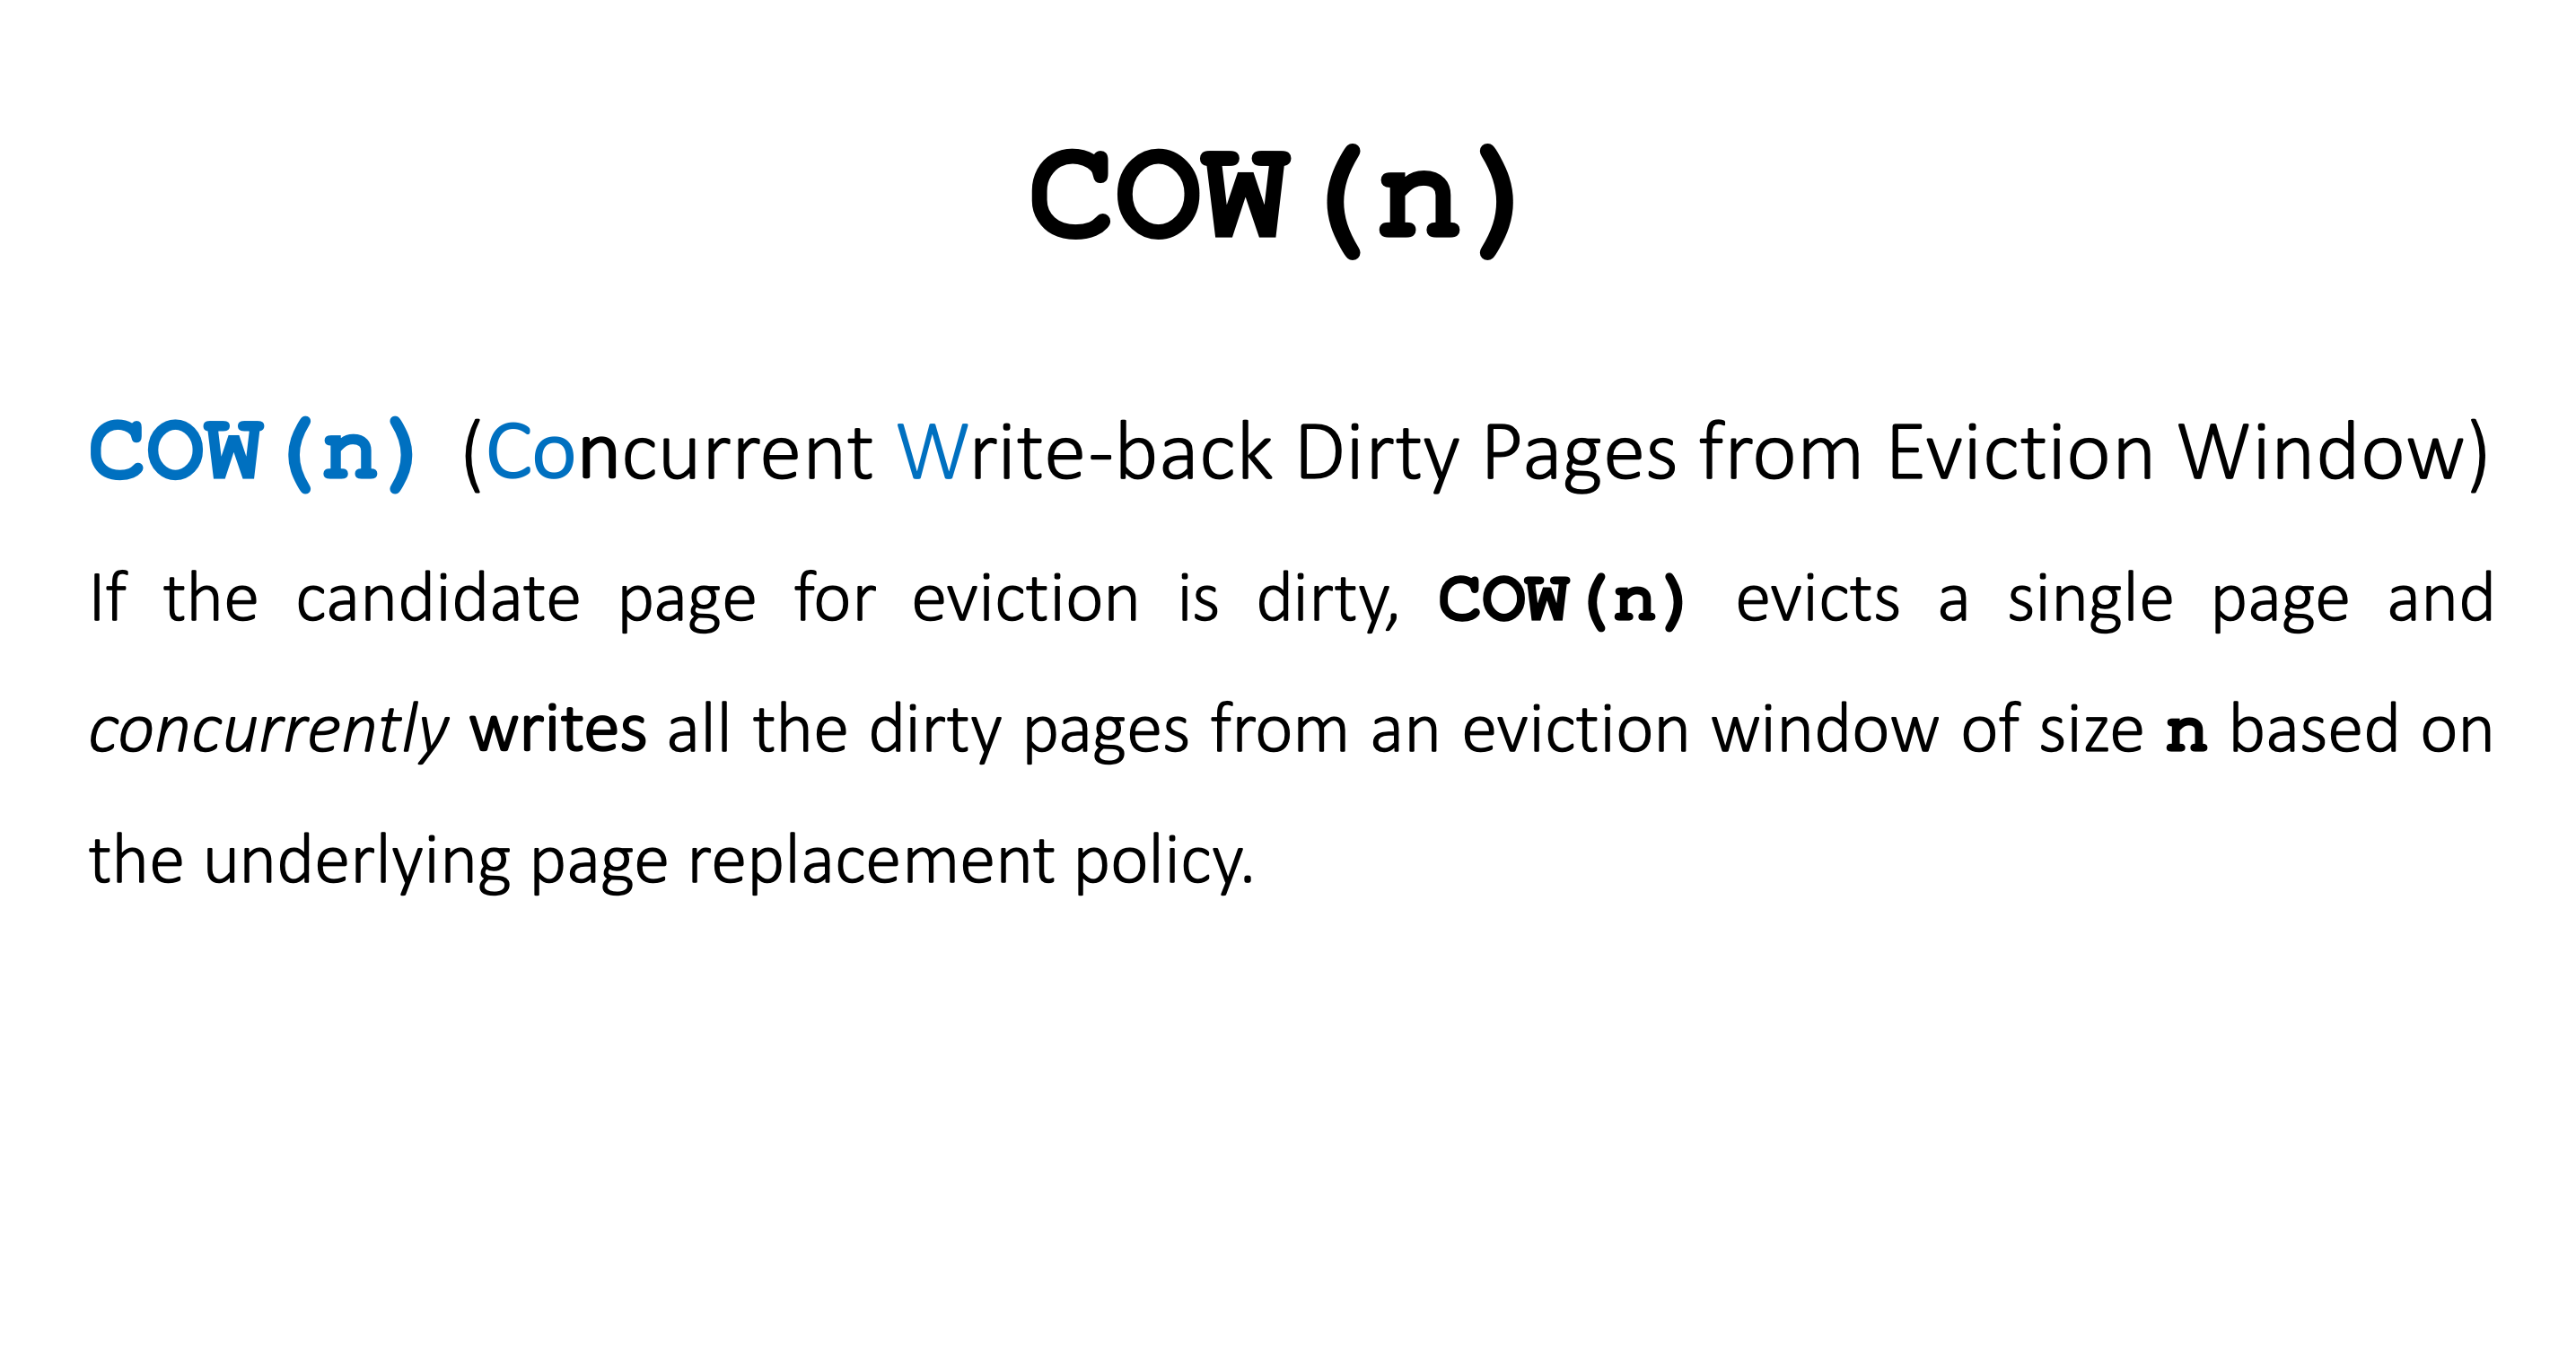 COW(n)
COW(n) (Concurrent Write-back Dirty Pages from Eviction Window)
If the candidate page for eviction is dirty, COW(n) evicts a single page and
concurrently writes all the dirty pages from an eviction window of size n based on
the underlying page replacement policy.